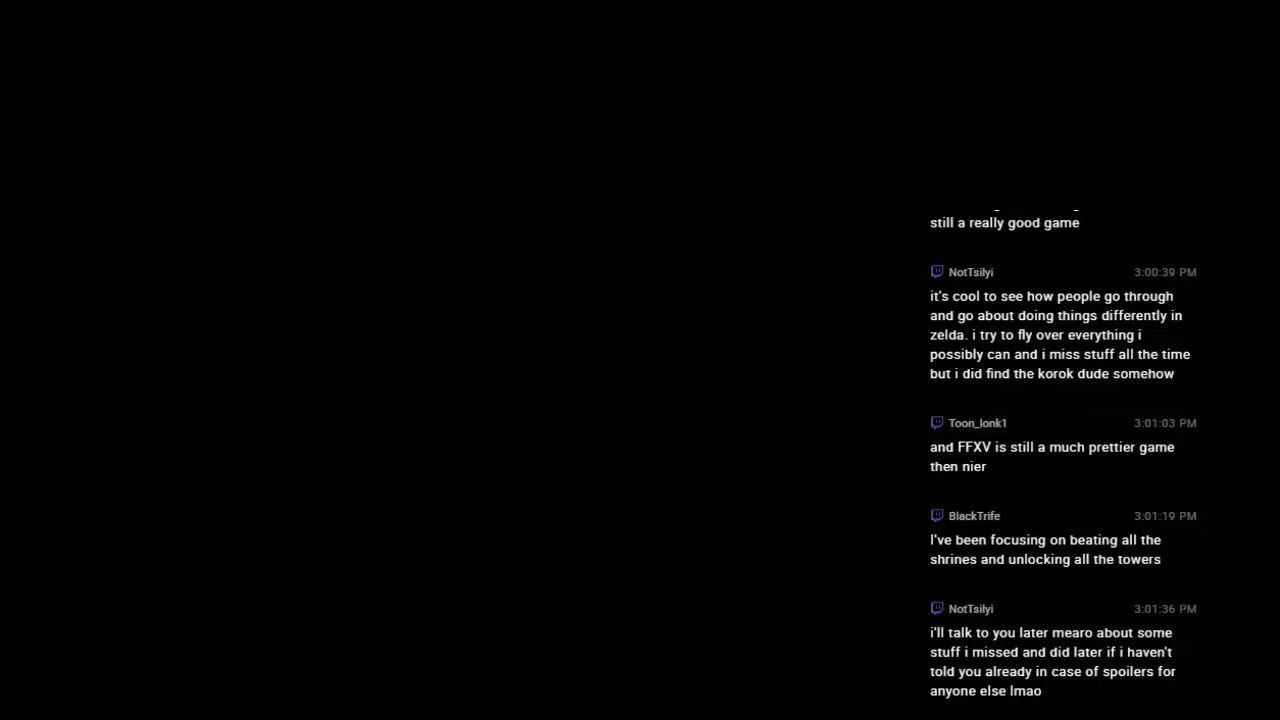 still a really good game
NotTsilyi 3:00:39 PM
it's cool to see how people go through
and go about doing things differently in
zelda. i try to fly over everything i
possibly can and i miss stuff all the time
but i did find the korok dude somehow
Toon_lonk1 3:01:03 PM
and FFXV is still a much prettier game
then nier
BlackTrife 3:01:19 PM
I've been focusing on beating all the
shrines and unlocking all the towers
NotTsilyi 3:01:36 PM
i'll talk to you later mearo about some
stuff i missed and did later if i haven't
told you already in case of spoilers for
anyone else lmao